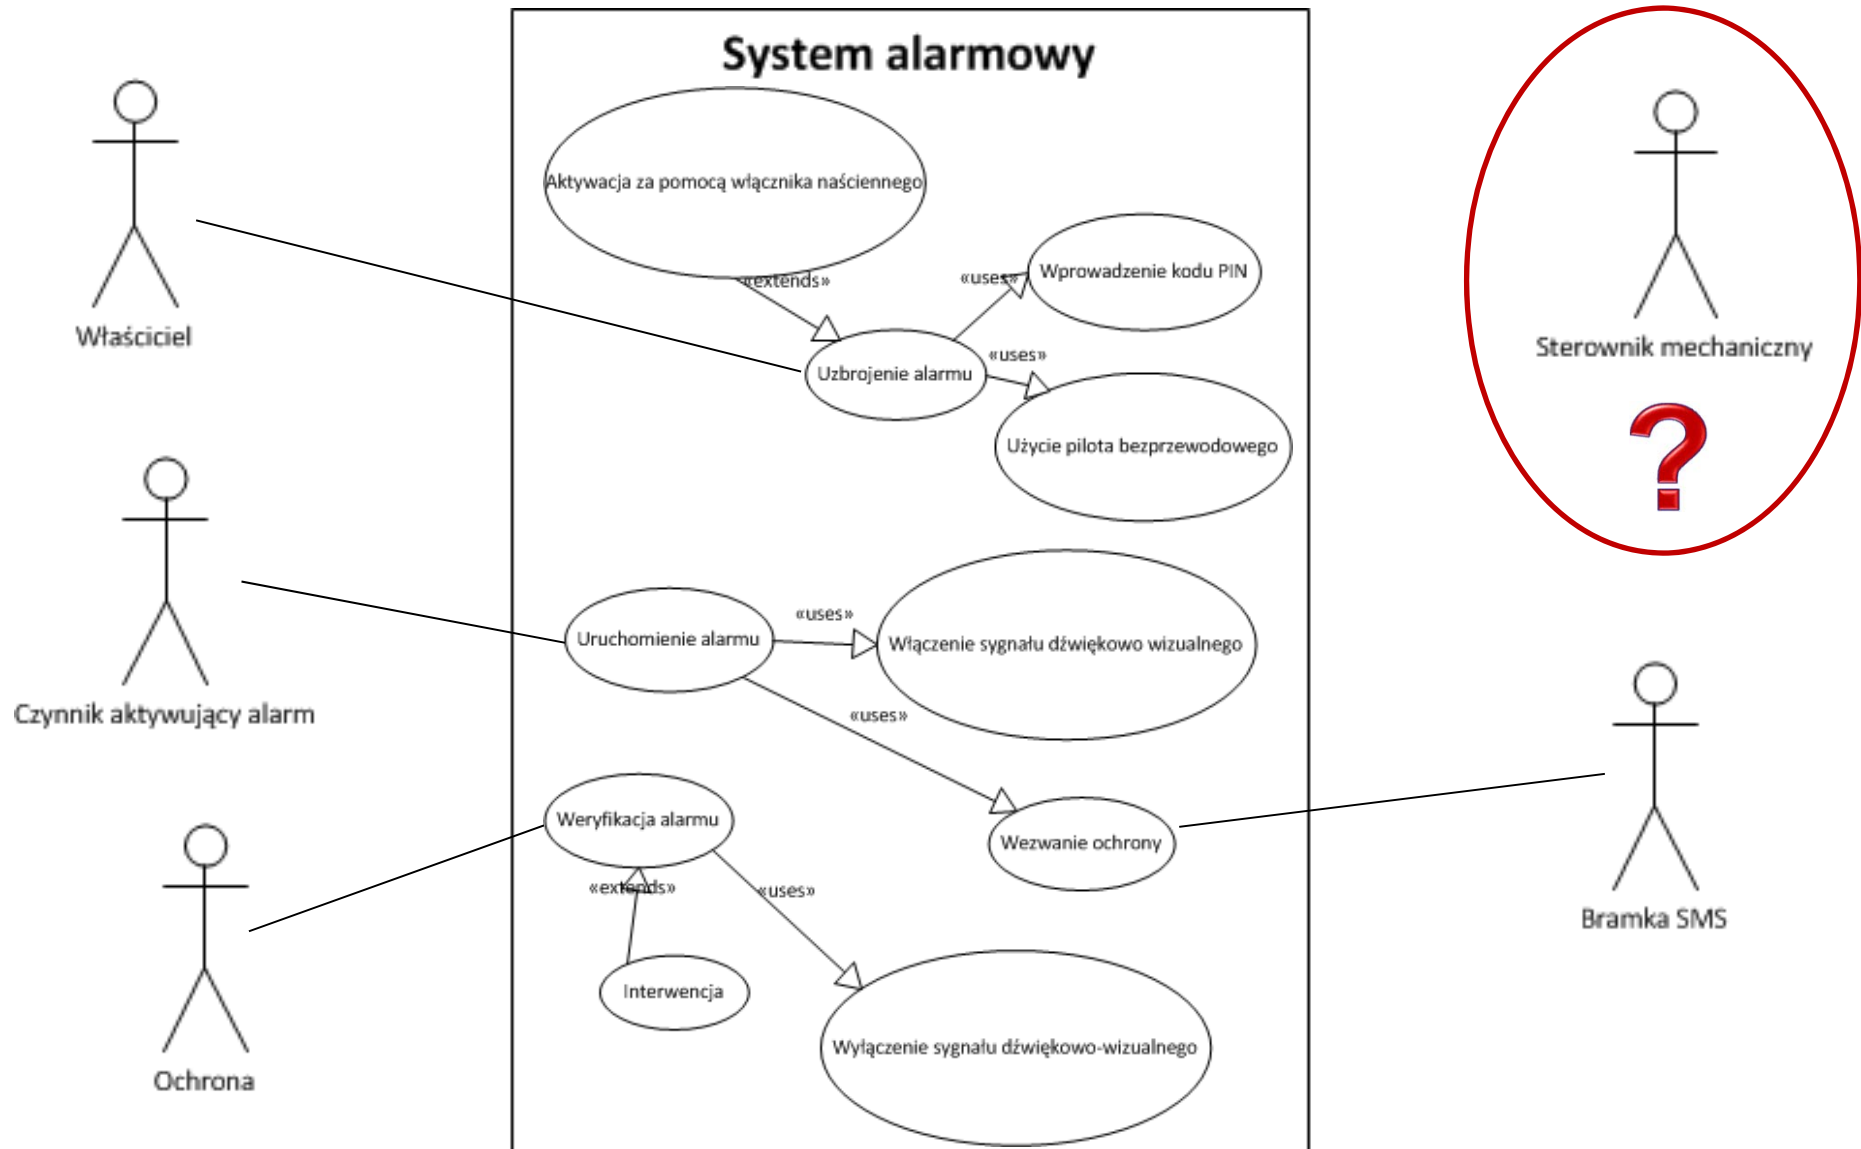 System alarmowy
Aktywacja za pomocą włącznika naściennego
«extends»
«uses»
Wprowadzenie kodu PIN
Właściciel
Sterownik mechaniczny
Uzbrojenie alarmu
«uses»
Użycie pilota bezprzewodowego
?
Uruchomienie alarmu
«uses»
Włączenie sygnału dźwiękowo wizualnego
Czynnik aktywujący alarm
«uses»
Weryfikacja alarmu
Wezwanie ochrony
«extends»
«uses»
Bramka SMS
Interwencja
Wyłączenie sygnału dźwiękowo-wizualnego
Ochrona